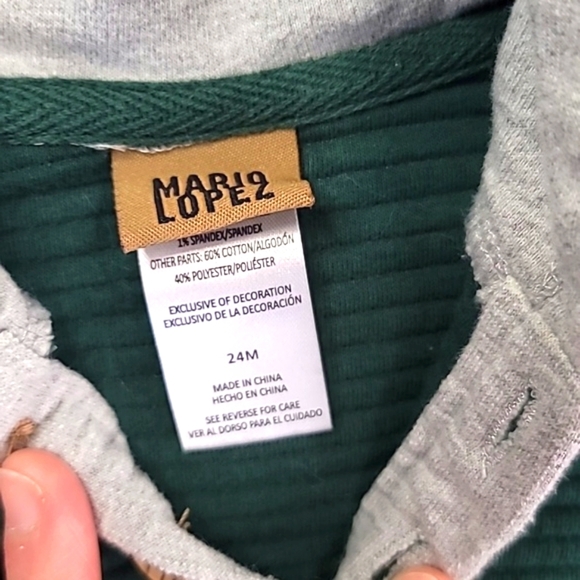 MARIO
LOPEZ
1% SPANDEX/SPANDEX
OTHER PARTS: 60% COTTON/ALGODÓN
40% POLYESTER/POLIÉSTER
EXCLUSIVE OF DECORATION
EXCLUSIVO DE LA DECORACIÓN
24M
MADE IN CHINA
HECHO EN CHINA
SEE REVERSE FOR CARE
VER AL DORSO PARA EL CUIDADO